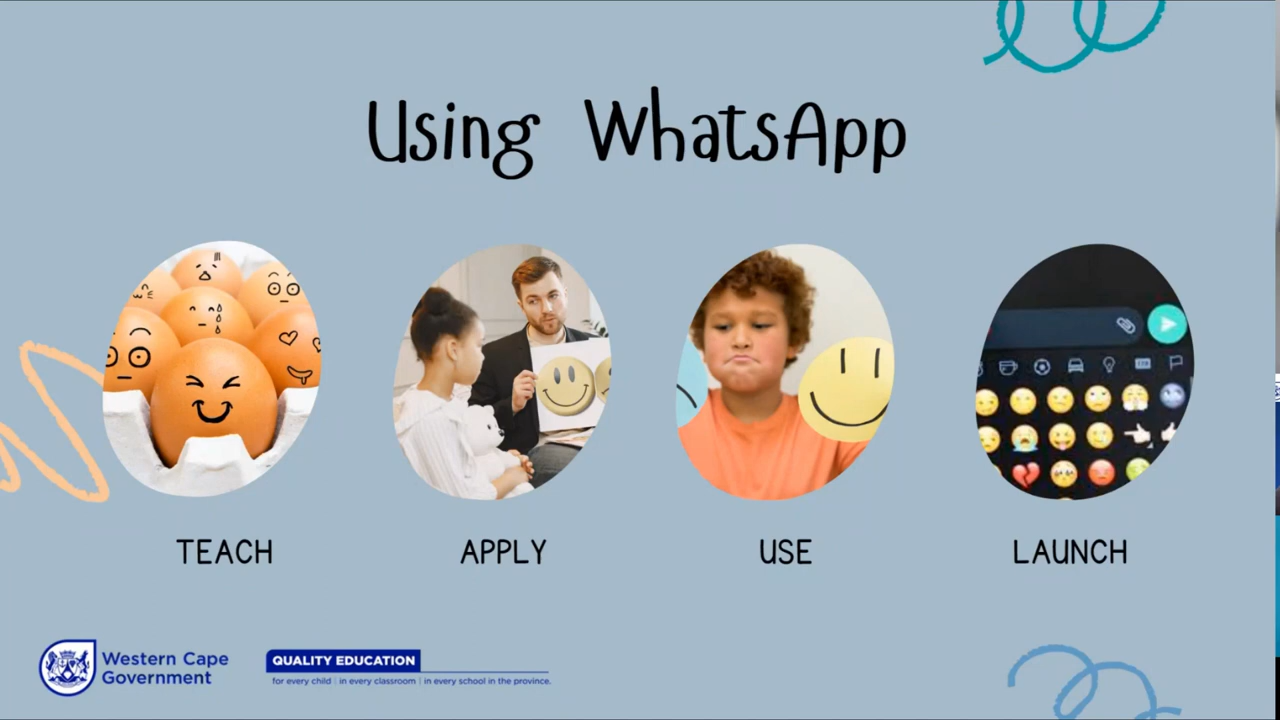 Using WhatsApp
TEACH
APPLY
USE
LAUNCH
Western Cape
Government
QUALITY EDUCATION
for every child | in every classroom | in every school in the province.